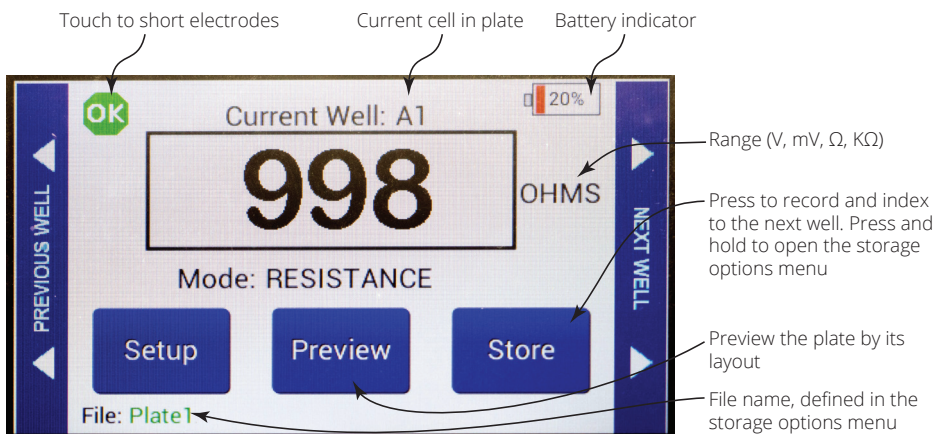 Touch to short electrodes
Current cell in plate
Battery indicator
OK
Current Well: A1
20%
998
OHMS
Range (V, mV, Ω, KΩ)
PREVIOUS WELL
NEXT WELL
Press to record and index
to the next well. Press and
hold to open the storage
options menu
Mode: RESISTANCE
Setup
Preview
Store
Preview the plate by its
layout
File: Plate1
File name, defined in the
storage options menu